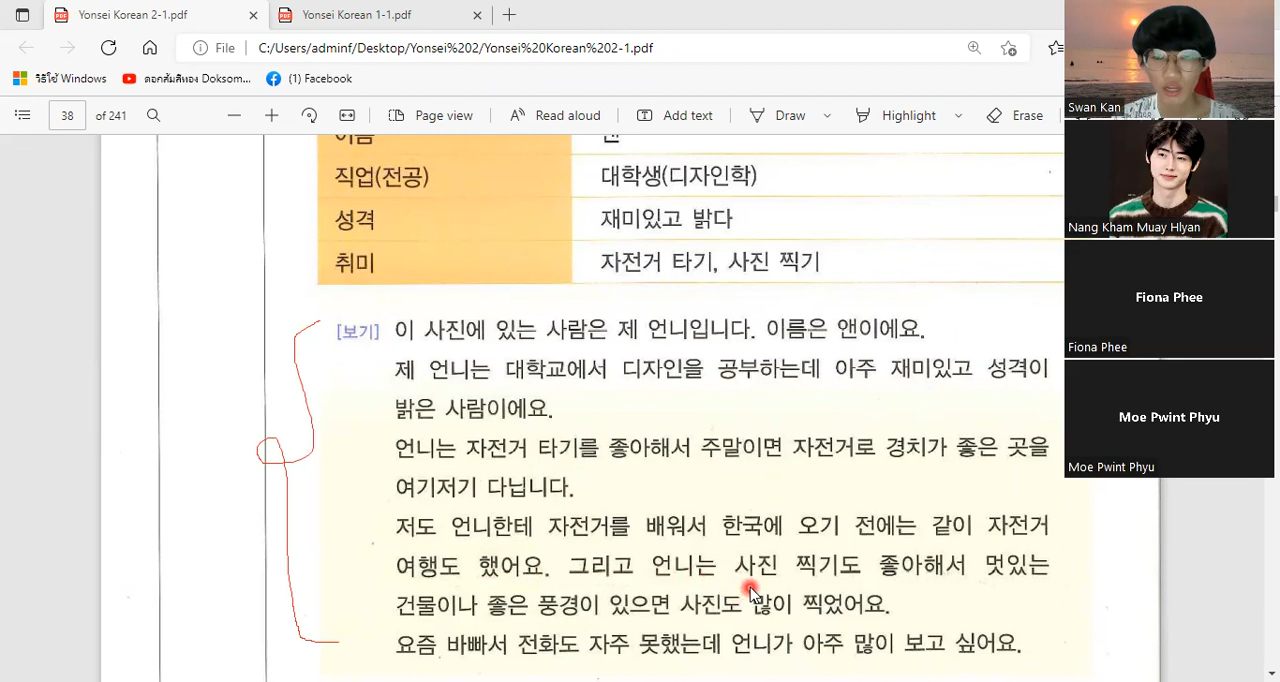 Yonsei Korean 2-1.pdf
Yonsei Korean 1-1.pdf
File
C:/Users/adminf/Desktop/Yonsei%202/Yonsei%20Korean%202-1.pdf
วิธีใช้ Windows
ดอกส้มสีทอง Doksom...
(1) Facebook
38 of 241
Page view
Read aloud
Add text
Draw
Highlight
Erase
이름 앤
직업(전공) 대학생(디자인학)
성격 재미있고 밝다
취미 자전거 타기, 사진 찍기
[보기] 이 사진에 있는 사람은 제 언니입니다. 이름은 앤이에요.
제 언니는 대학교에서 디자인을 공부하는데 아주 재미있고 성격이
밝은 사람이에요.
언니는 자전거 타기를 좋아해서 주말이면 자전거로 경치가 좋은 곳을
여기저기 다닙니다.
저도 언니한테 자전거를 배워서 한국에 오기 전에는 같이 자전거
여행도 했어요. 그리고 언니는 사진 찍기도 좋아해서 멋있는
건물이나 좋은 풍경이 있으면 사진도 많이 찍었어요.
요즘 바빠서 전화도 자주 못했는데 언니가 아주 많이 보고 싶어요.
Swan Kan
Nang Kham Muay Hlyan
Fiona Phee
Fiona Phee
Moe Pwint Phyu
Moe Pwint Phyu